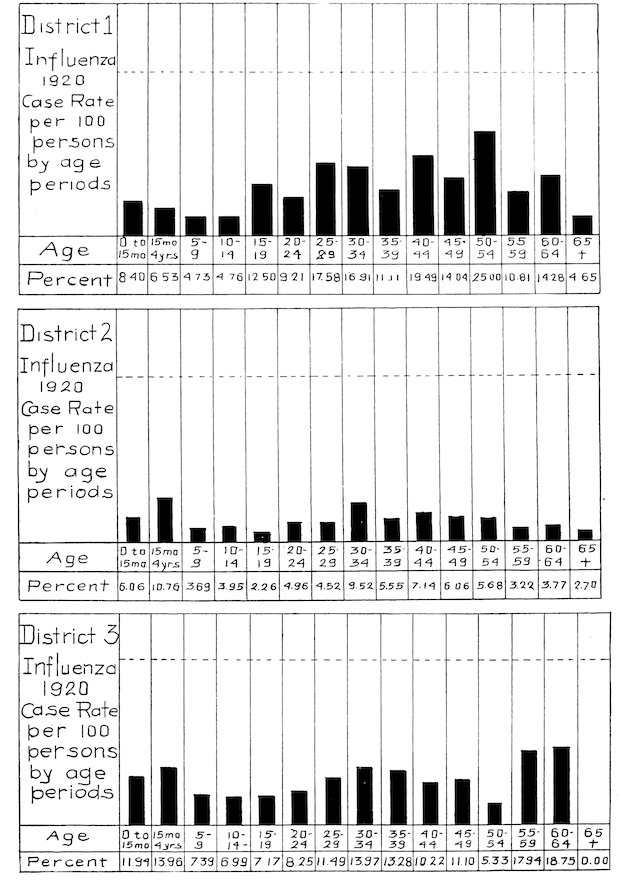 District 1
Influenza
1920
Case Rate
per 100
persons
by age
periods
Age 0 to 15mo. 15mo 4yrs 5-9 10-14 15-19 20-24 25-29 30-34 35-39 40-44 45-49 50-54 55-59 60-64 65+
Percent 8.40 6.53 4.73 4.76 12.50 9.21 17.58 16.91 11.11 19.49 14.04 25.00 10.81 14.28 4.65
District 2
Influenza
1920
Case Rate
per 100
persons
by age
periods
Age 0 to 15mo. 15mo 4yrs 5-9 10-14 15-19 20-24 25-29 30-34 35-39 40-44 45-49 50-54 55-59 60-64 65+
Percent 6.06 10.76 3.69 3.95 2.26 4.96 4.52 9.52 5.55 7.14 6.06 5.68 3.22 3.77 2.70
District 3
Influenza
1920
Case Rate
per 100
persons
by age
periods
Age 0 to 15mo. 15mo 4yrs 5-9 10-14 15-19 20-24 25-29 30-34 35-39 40-44 45-49 50-54 55-59 60-64 65+
Percent 11.94 13.96 7.39 6.99 7.17 8.25 11.49 13.97 13.28 10.22 11.10 5.33 17.94 18.75 0.00